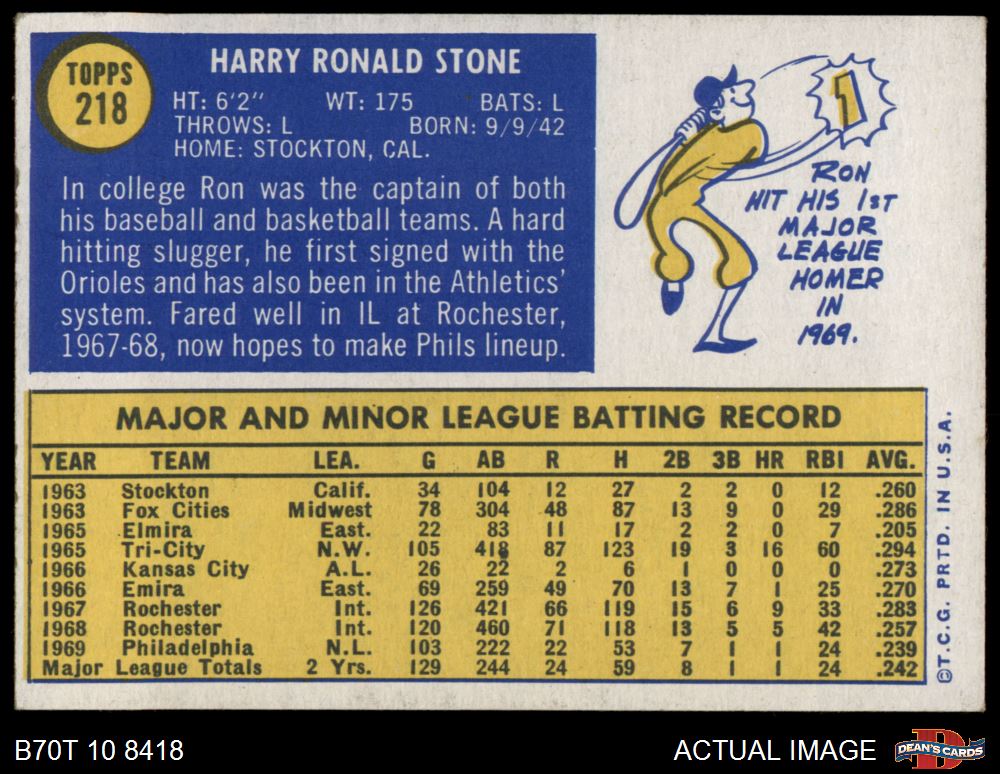 TOPPS
218
HARRY RONALD STONE
HT: 6'2" WT: 175 BATS: L
THROWS: L BORN: 9/9/42
HOME: STOCKTON, CAL.
In college Ron was the captain of both
his baseball and basketball teams. A hard
hitting slugger, he first signed with the
Orioles and has also been in the Athletics'
system. Fared well in IL at Rochester,
1967-68, now hopes to make Phils lineup.
1
RON
HIT HIS 1ST
MAJOR
LEAGUE
HOMER
IN
1969.
MAJOR AND MINOR LEAGUE BATTING RECORD
YEAR TEAM LEA. G AB R H 2B 3B HR RBI AVG.
1963 Stockton Calif. 34 104 12 27 2 2 0 12 .260
1963 Fox Cities Midwest 78 304 48 87 13 9 0 29 .286
1965 Elmira East. 22 83 11 17 2 2 0 7 .205
1965 Tri-City N.W. 105 418 87 123 19 3 16 60 .294
1966 Kansas City A.L. 26 22 2 6 1 0 0 0 .273
1966 Emira East. 69 259 49 70 13 7 1 25 .270
1967 Rochester Int. 126 421 66 119 15 6 9 33 .283
1968 Rochester Int. 120 460 71 118 13 5 5 42 .257
1969 Philadelphia N.L. 103 222 22 53 7 1 1 24 .239
Major League Totals 2 Yrs. 129 244 24 59 8 1 1 24 .242
©T.C.G. PRTD. IN U.S.A.
B70T 10 8418
ACTUAL IMAGE
D
DEAN'S CARDS